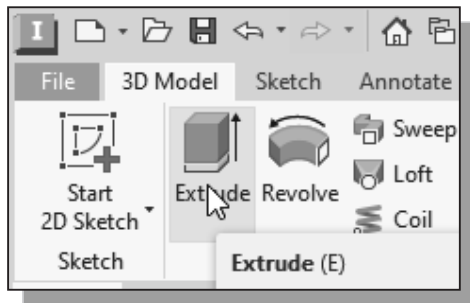 I
File 3D Model Sketch Annotate
Start 2D Sketch
Extrude
Revolve
Sweep
Loft
Coil
Sketch
Extrude (E)